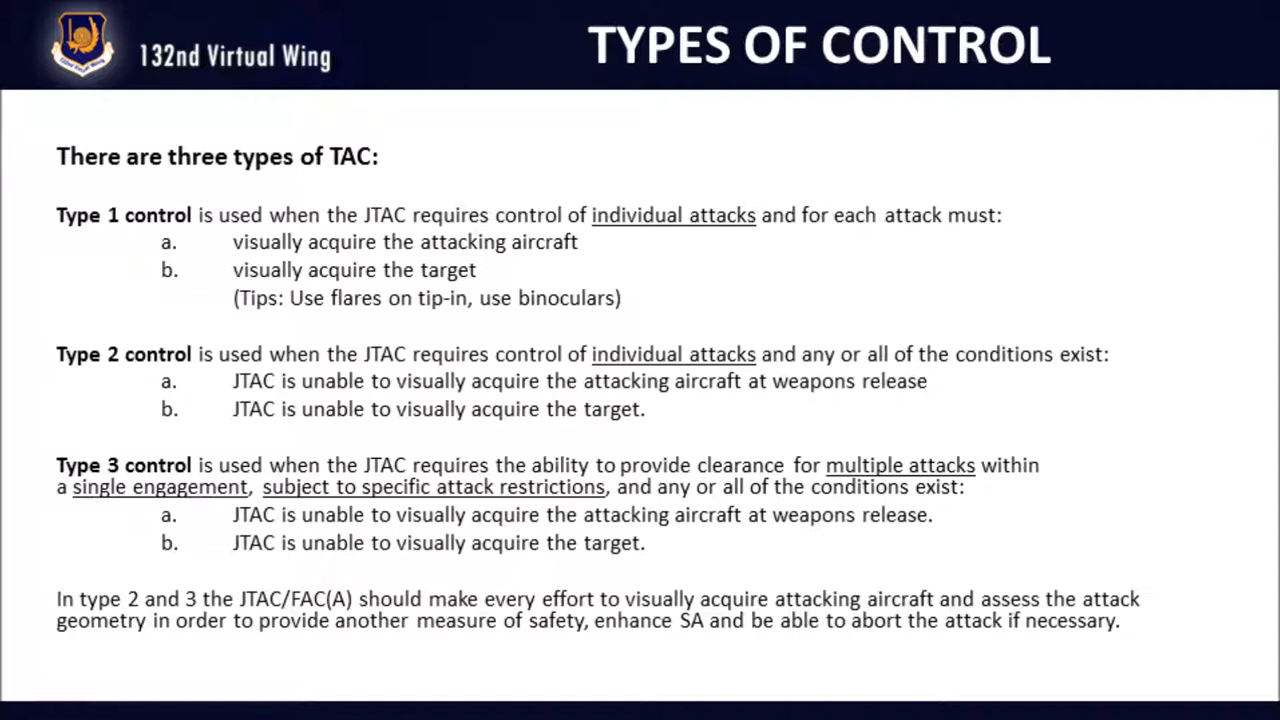 132nd Virtual Wing
TYPES OF CONTROL
There are three types of TAC:
Type 1 control is used when the JTAC requires control of individual attacks and for each attack must:
a. visually acquire the attacking aircraft
b. visually acquire the target
(Tips: Use flares on tip-in, use binoculars)
Type 2 control is used when the JTAC requires control of individual attacks and any or all of the conditions exist:
a. JTAC is unable to visually acquire the attacking aircraft at weapons release
b. JTAC is unable to visually acquire the target.
Type 3 control is used when the JTAC requires the ability to provide clearance for multiple attacks within
a single engagement, subject to specific attack restrictions, and any or all of the conditions exist:
a. JTAC is unable to visually acquire the attacking aircraft at weapons release.
b. JTAC is unable to visually acquire the target.
In type 2 and 3 the JTAC/FAC(A) should make every effort to visually acquire attacking aircraft and assess the attack
geometry in order to provide another measure of safety, enhance SA and be able to abort the attack if necessary.